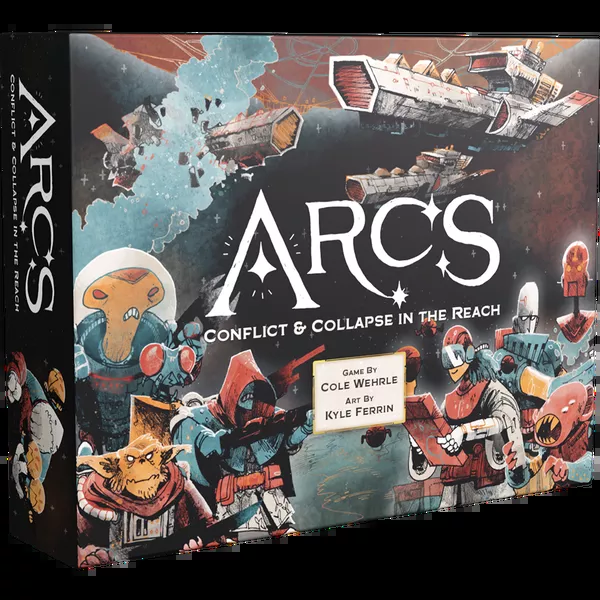 ARCS
CONFLICT & COLLAPSE IN THE REACH
ARCS
CONFLICT & COLLAPSE IN THE REACH
GAME BY
COLE WEHRLE
ART BY
KYLE FERRIN